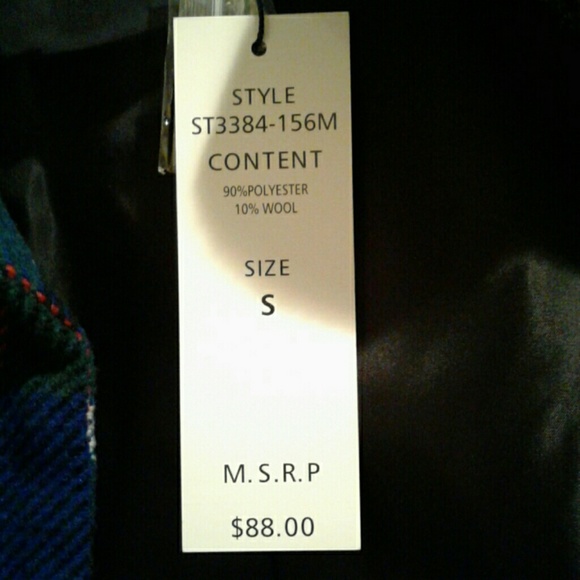 STYLE
ST3384-156M
CONTENT
90%POLYESTER
10% WOOL
SIZE
S
M.S.R.P
$88.00